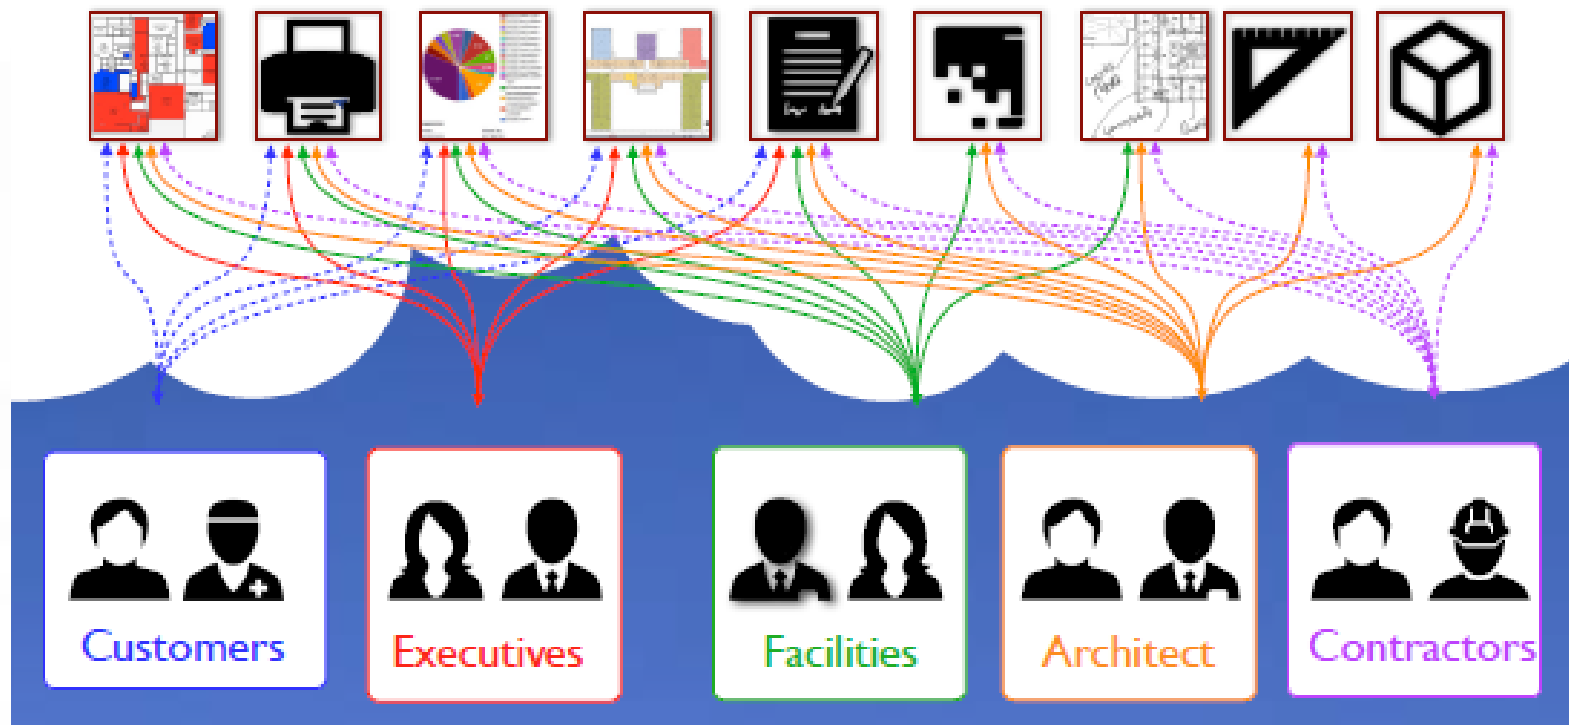 Customers
Executives
Facilities
Architect
Contractors